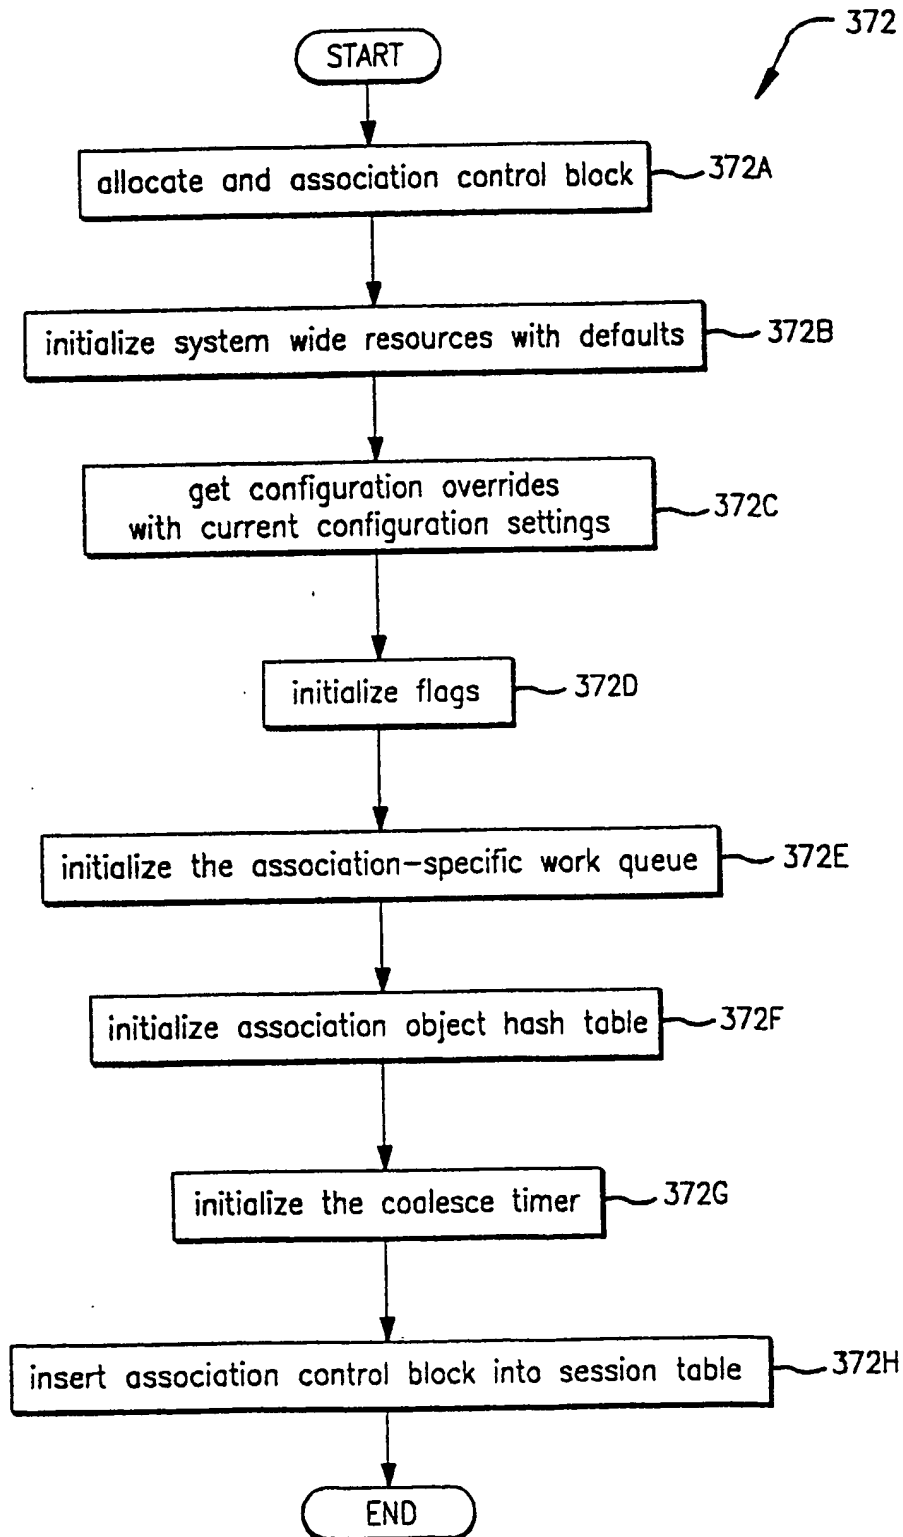 372
START
allocate and association control block
372A
initialize system wide resources with defaults
372B
get configuration overrides
with current configuration settings
372C
initialize flags
372D
initialize the association-specific work queue
372E
initialize association object hash table
372F
initialize the coalesce timer
372G
insert association control block into session table
372H
END